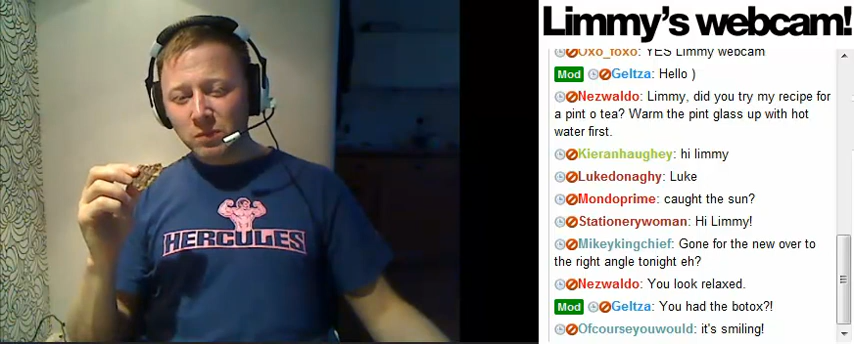 Limmy's webcam!
Oxo_foxo: YES Limmy webcam
Mod Geltza: Hello )
Nezwaldo: Limmy, did you try my recipe for
a pint o tea? Warm the pint glass up with hot
water first.
Kieranhaughey: hi limmy
Lukedonaghy: Luke
Mondoprime: caught the sun?
Stationerywoman: Hi Limmy!
Mikeykingchief: Gone for the new over to
the right angle tonight eh?
Nezwaldo: You look relaxed.
Mod Geltza: You had the botox?!
Ofcourseyouwould: it's smiling!
HERCULES